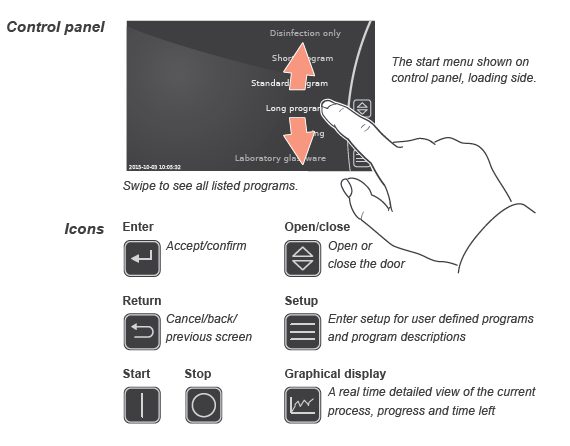 Control panel
Disinfection only
Short program
Standard program
Long program
Laboratory glassware
2015-10-03 10:05:32
The start menu shown on
control panel, loading side.
Swipe to see all listed programs.
Icons
Enter
Accept/confirm
Open/close
Open or
close the door
Return
Cancel/back/
previous screen
Setup
Enter setup for user defined programs
and program descriptions
Start
Stop
Graphical display
A real time detailed view of the current
process, progress and time left